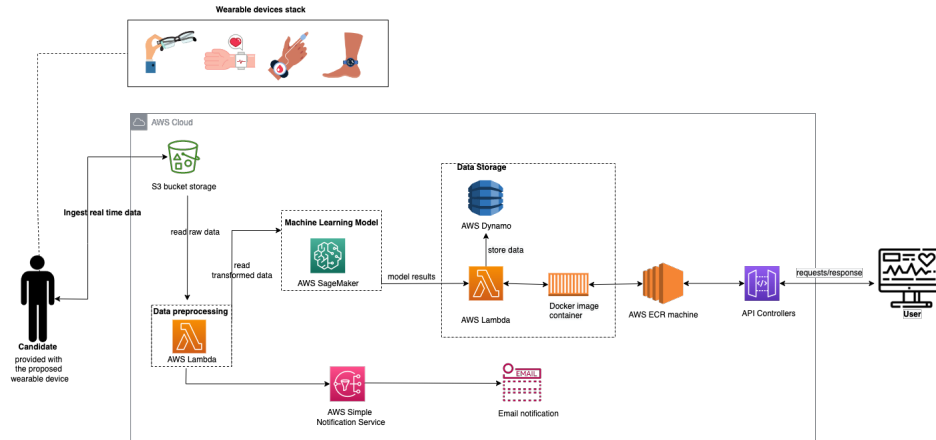 Wearable devices stack
AWS Cloud
S3 bucket storage
Ingest real time data
read raw data
Machine Learning Model
AWS SageMaker
read
transformed data
model results
Data Storage
AWS Dynamo
store data
AWS Lambda
Docker image
container
AWS ECR machine
API Controllers
requests/response
User
Candidate
provided with
the proposed
wearable device
Data preprocessing
AWS Lambda
AWS Simple
Notification Service
EMAIL
Email notification